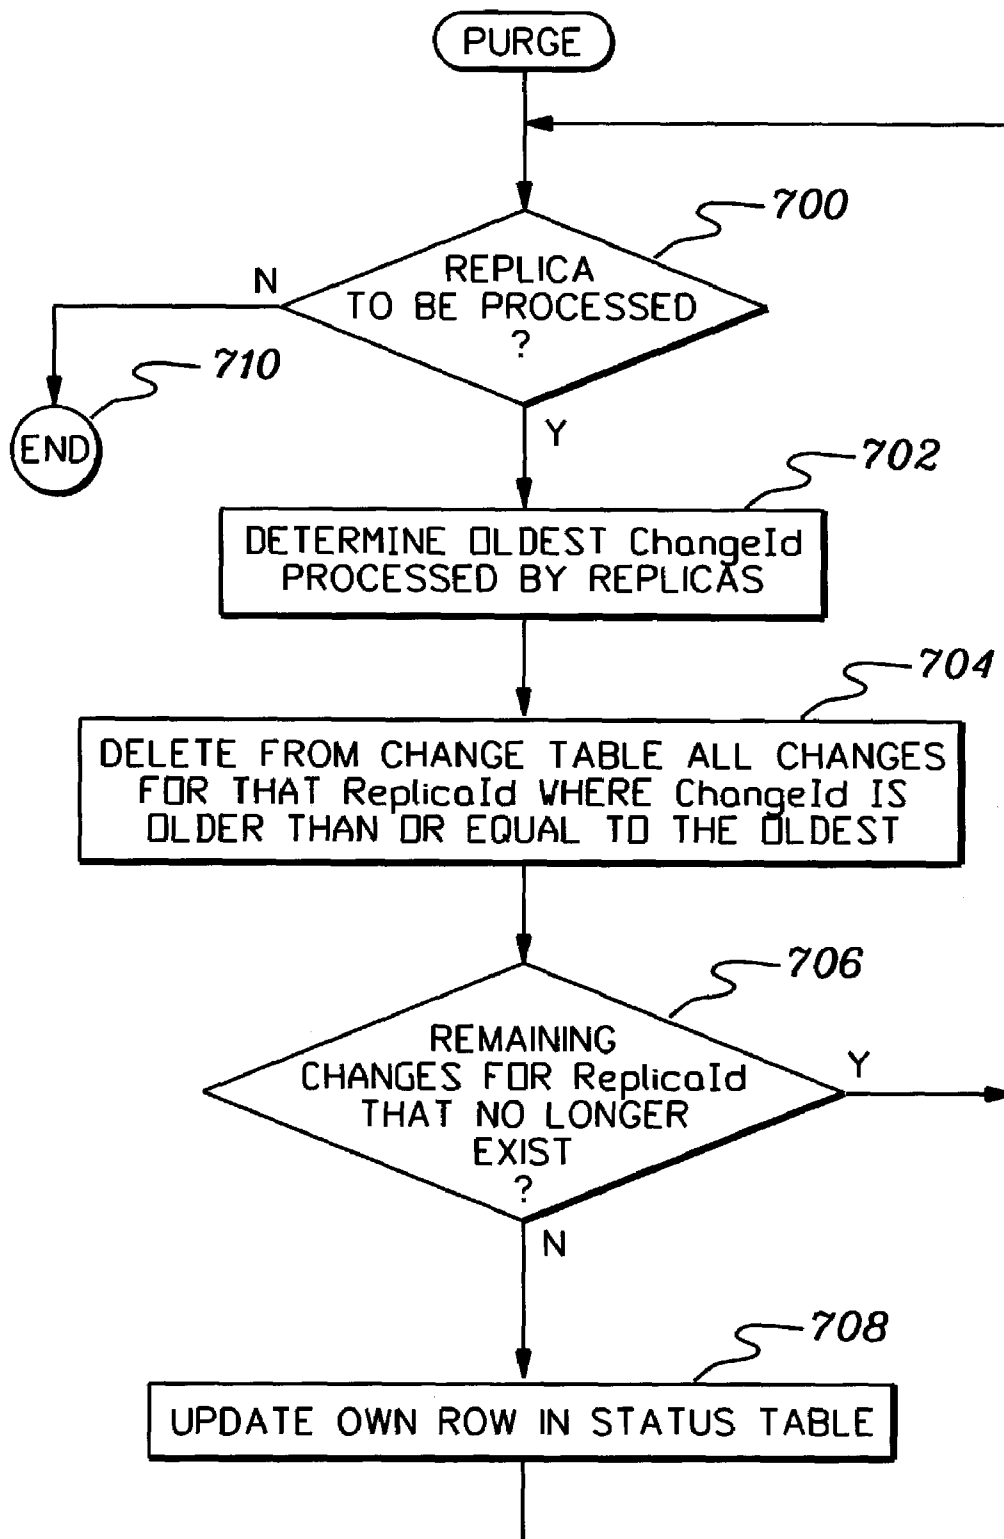 PURGE
700
REPLICA
TO BE PROCESSED
?
N
710
END
Y
702
DETERMINE OLDEST ChangeId
PROCESSED BY REPLICAS
704
DELETE FROM CHANGE TABLE ALL CHANGES
FOR THAT ReplicaId WHERE ChangeId IS
OLDER THAN OR EQUAL TO THE OLDEST
706
REMAINING
CHANGES FOR ReplicaId
THAT NO LONGER
EXIST
?
Y
N
708
UPDATE OWN ROW IN STATUS TABLE